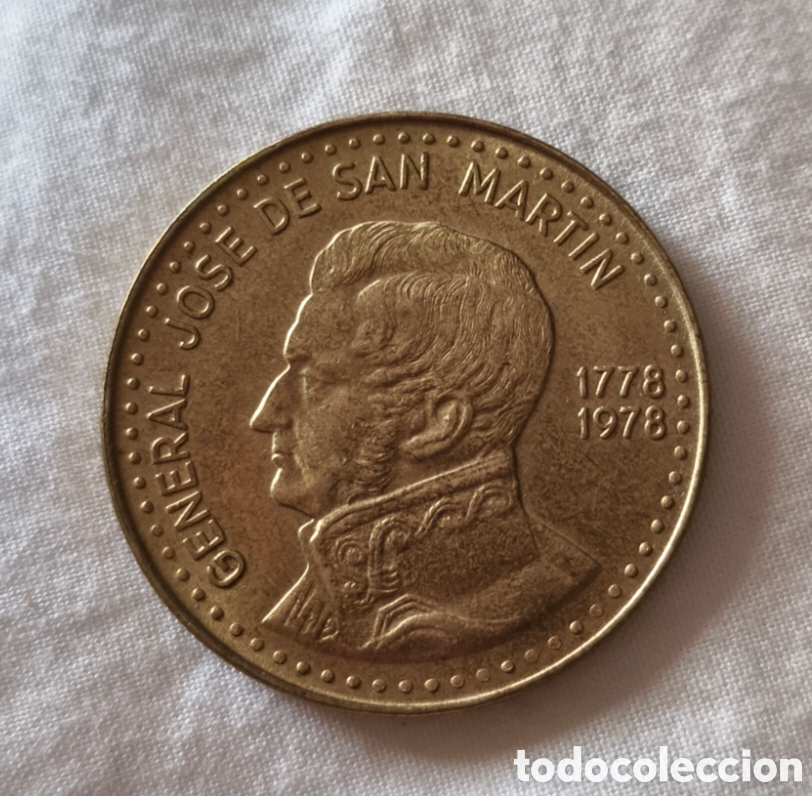 GENERAL JOSE DE SAN MARTIN
1778
1978
todocoleccion